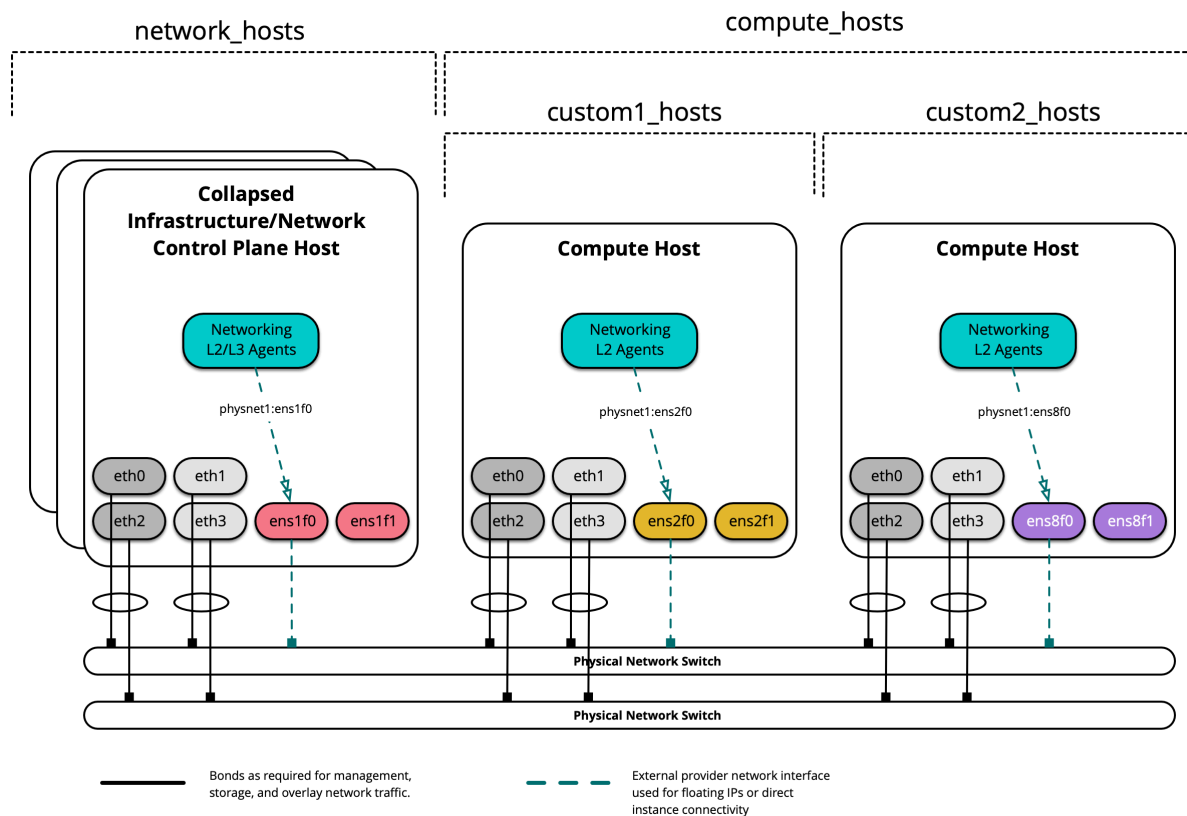 network_hosts
compute_hosts
custom1_hosts
custom2_hosts
Collapsed
Infrastructure/Network
Control Plane Host
Networking
L2/L3 Agents
physnet1:ens1f0
eth0
eth1
eth2
eth3
ens1f0
ens1f1
Compute Host
Networking
L2 Agents
physnet1:ens2f0
eth0
eth1
eth2
eth3
ens2f0
ens2f1
Compute Host
Networking
L2 Agents
physnet1:ens8f0
eth0
eth1
eth2
eth3
ens8f0
ens8f1
Physical Network Switch
Physical Network Switch
Bonds as required for management,
storage, and overlay network traffic.
External provider network interface
used for floating IPs or direct
instance connectivity